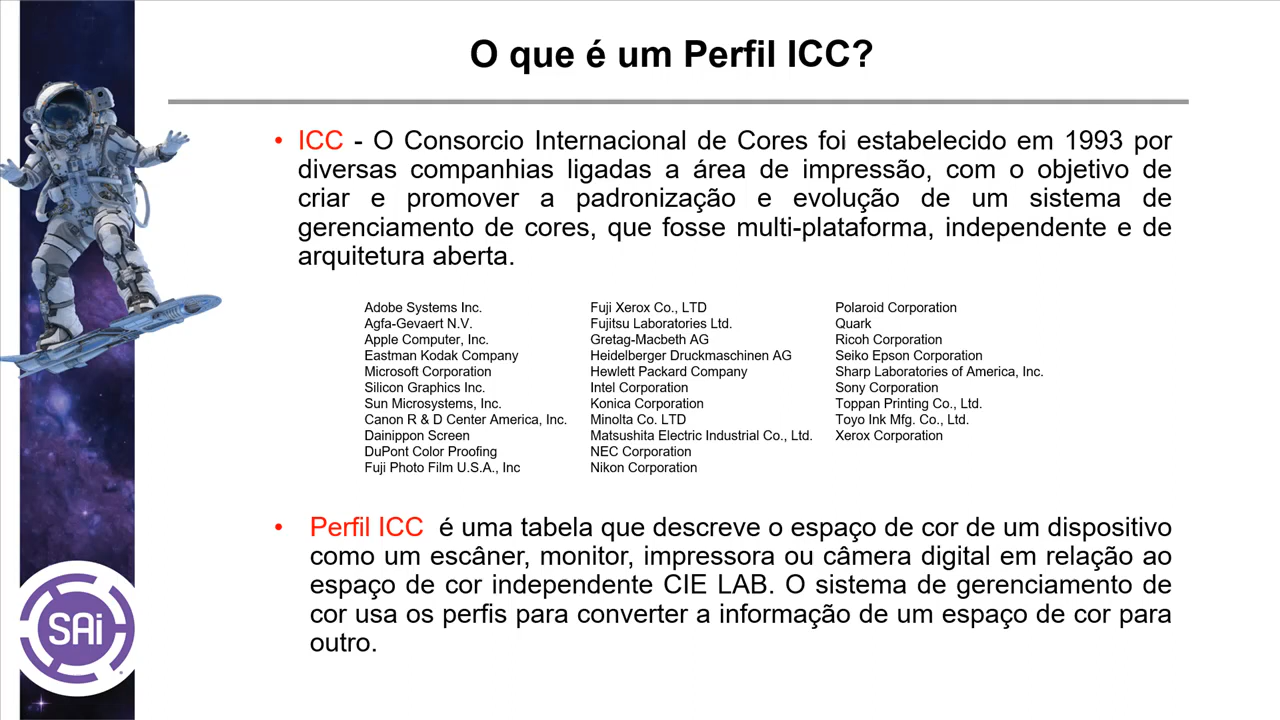 O que é um Perfil ICC?
• ICC - O Consorcio Internacional de Cores foi estabelecido em 1993 por
diversas companhias ligadas a área de impressão, com o objetivo de
criar e promover a padronização e evolução de um sistema de
gerenciamento de cores, que fosse multi-plataforma, independente e de
arquitetura aberta.
Adobe Systems Inc.
Agfa-Gevaert N.V.
Apple Computer, Inc.
Eastman Kodak Company
Microsoft Corporation
Silicon Graphics Inc.
Sun Microsystems, Inc.
Canon R & D Center America, Inc.
Dainippon Screen
DuPont Color Proofing
Fuji Photo Film U.S.A., Inc
Fuji Xerox Co., LTD
Fujitsu Laboratories Ltd.
Gretag-Macbeth AG
Heidelberger Druckmaschinen AG
Hewlett Packard Company
Intel Corporation
Konica Corporation
Minolta Co. LTD
Matsushita Electric Industrial Co., Ltd.
NEC Corporation
Nikon Corporation
Polaroid Corporation
Quark
Ricoh Corporation
Seiko Epson Corporation
Sharp Laboratories of America, Inc.
Sony Corporation
Toppan Printing Co., Ltd.
Toyo Ink Mfg. Co., Ltd.
Xerox Corporation
• Perfil ICC é uma tabela que descreve o espaço de cor de um dispositivo
como um escâner, monitor, impressora ou câmera digital em relação ao
espaço de cor independente CIE LAB. O sistema de gerenciamento de
cor usa os perfis para converter a informação de um espaço de cor para
outro.
SAi